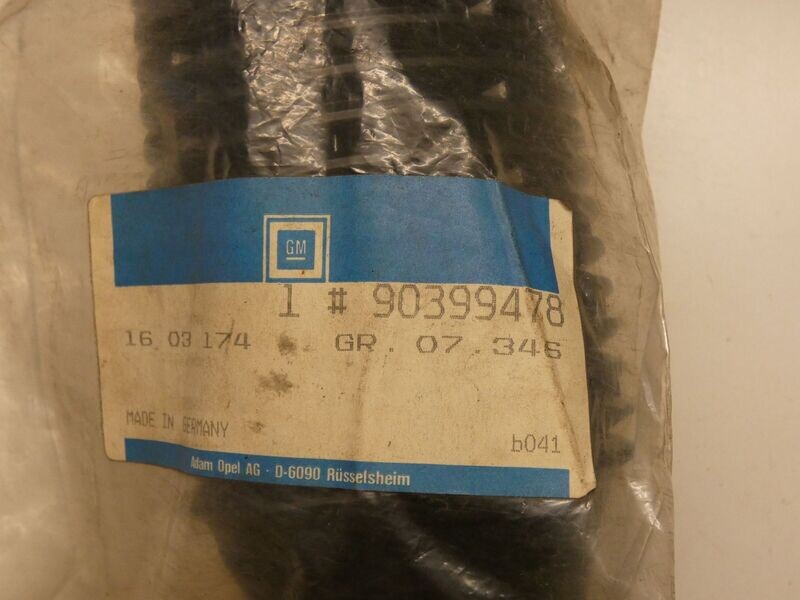 GM
1 # 90399478
16 03 174 * GR. 07.346
MADE IN GERMANY b041
Adam Opel AG · D-6090 Rüsselsheim